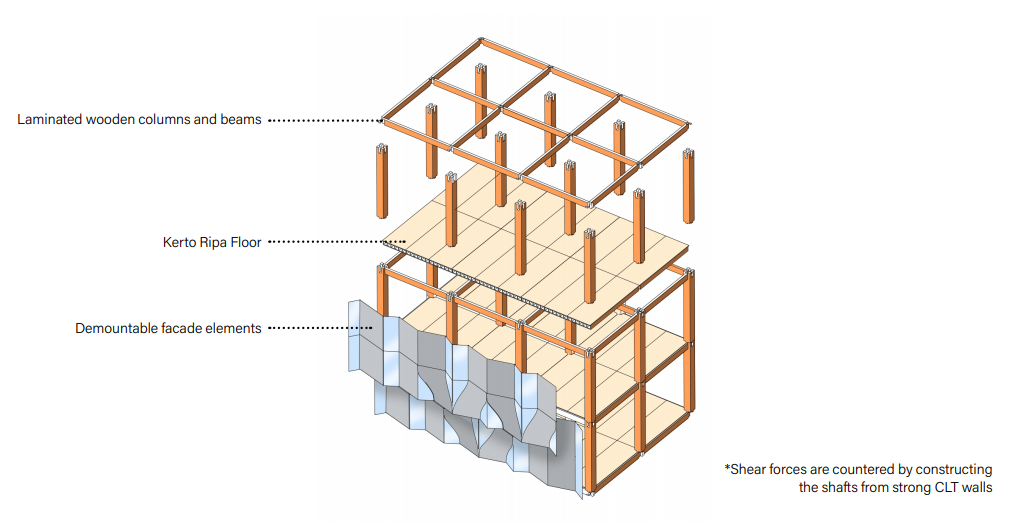 Laminated wooden columns and beams
Kerto Ripa Floor
Demountable facade elements
*Shear forces are countered by constructing
the shafts from strong CLT walls